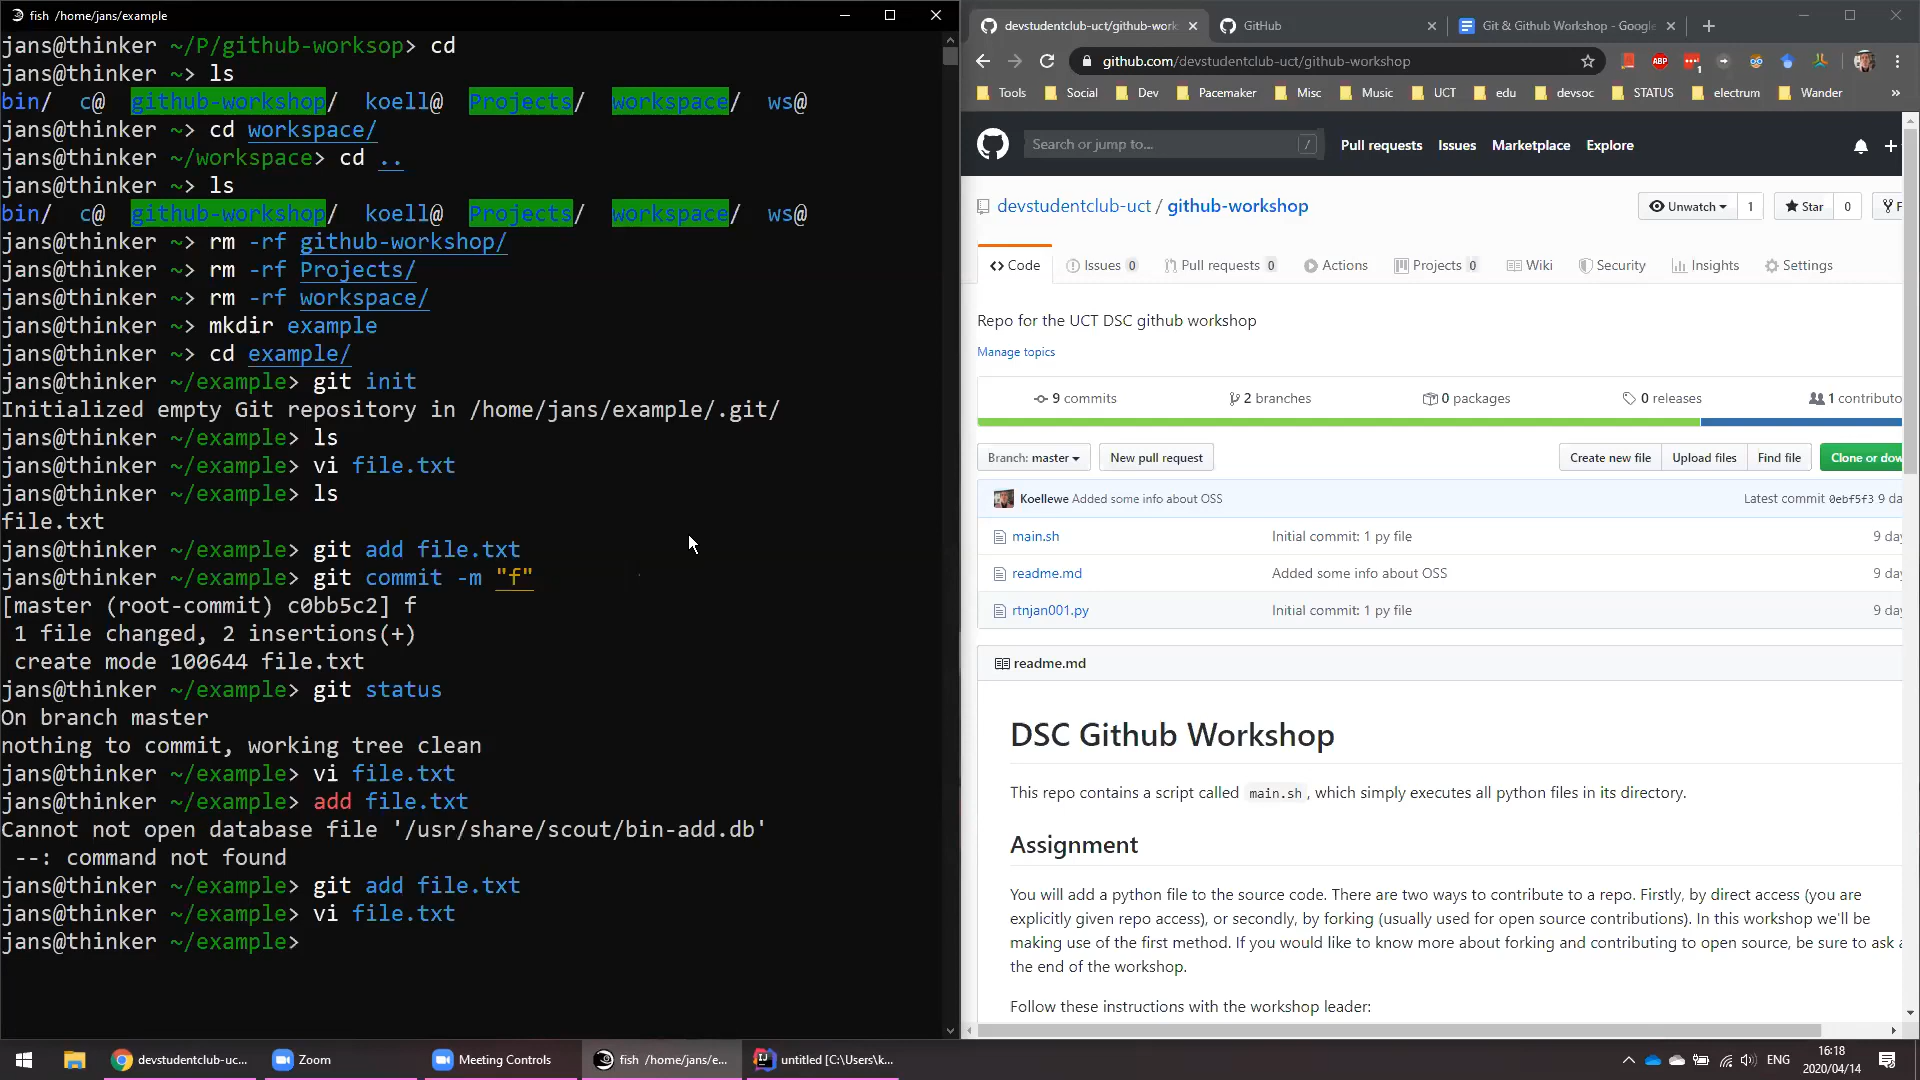 fish /home/jans/example
jans@thinker ~/P/github-worksop> cd
jans@thinker ~> ls
bin/ c@ github-workshop/ koell@ Projects/ workspace/ ws@
jans@thinker ~> cd workspace/
jans@thinker ~/workspace> cd ..
jans@thinker ~> ls
bin/ c@ github-workshop/ koell@ Projects/ workspace/ ws@
jans@thinker ~> rm -rf github-workshop/
jans@thinker ~> rm -rf Projects/
jans@thinker ~> rm -rf workspace/
jans@thinker ~> mkdir example
jans@thinker ~> cd example/
jans@thinker ~/example> git init
Initialized empty Git repository in /home/jans/example/.git/
jans@thinker ~/example> ls
jans@thinker ~/example> vi file.txt
jans@thinker ~/example> ls
file.txt
jans@thinker ~/example> git add file.txt
jans@thinker ~/example> git commit -m "f"
[master (root-commit) c0bb5c2] f
1 file changed, 2 insertions(+)
create mode 100644 file.txt
jans@thinker ~/example> git status
On branch master
nothing to commit, working tree clean
jans@thinker ~/example> vi file.txt
jans@thinker ~/example> add file.txt
Cannot not open database file '/usr/share/scout/bin-add.db'
--: command not found
jans@thinker ~/example> git add file.txt
jans@thinker ~/example> vi file.txt
jans@thinker ~/example>
devstudentclub-uct/github-work GitHub Git & Github Workshop - Google
github.com/devstudentclub-uct/github-workshop ABP 1
Tools Social Dev Pacemaker Misc Music UCT edu devsoc STATUS electrum Wander »
Search or jump to... / Pull requests Issues Marketplace Explore
devstudentclub-uct / github-workshop Unwatch 1 Star 0 F
Code Issues 0 Pull requests 0 Actions Projects 0 Wiki Security Insights Settings
Repo for the UCT DSC github workshop
Manage topics
9 commits 2 branches 0 packages 0 releases 1 contributo
Branch: master New pull request Create new file Upload files Find file Clone or dow
Koellewe Added some info about OSS Latest commit 0ebf5f3 9 da
main.sh Initial commit: 1 py file 9 day
readme.md Added some info about OSS 9 day
rtnjan001.py Initial commit: 1 py file 9 day
readme.md
DSC Github Workshop
This repo contains a script called main.sh, which simply executes all python files in its directory.
Assignment
You will add a python file to the source code. There are two ways to contribute to a repo. Firstly, by direct access (you are
explicitly given repo access), or secondly, by forking (usually used for open source contributions). In this workshop we'll be
making use of the first method. If you would like to know more about forking and contributing to open source, be sure to ask a
the end of the workshop.
Follow these instructions with the workshop leader:
devstudentclub-uc... Zoom Meeting Controls fish /home/jans/e... untitled [C:\Users\k... ENG 16:18
2020/04/14